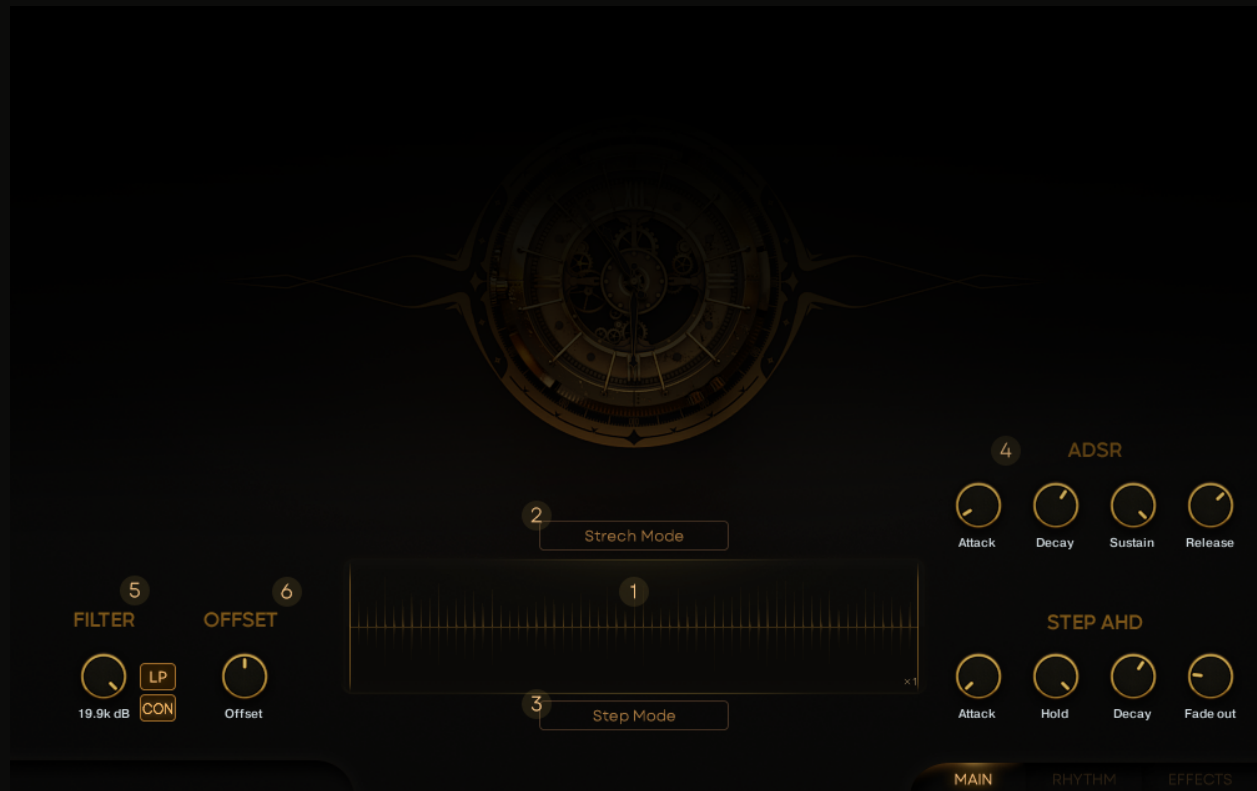 4
ADSR
Attack
Decay
Sustain
Release
2
Strech Mode
1
× 1
3
Step Mode
5
FILTER
LP
CON
19.9k dB
6
OFFSET
Offset
STEP AHD
Attack
Hold
Decay
Fade out
MAIN
RHYTHM
EFFECTS